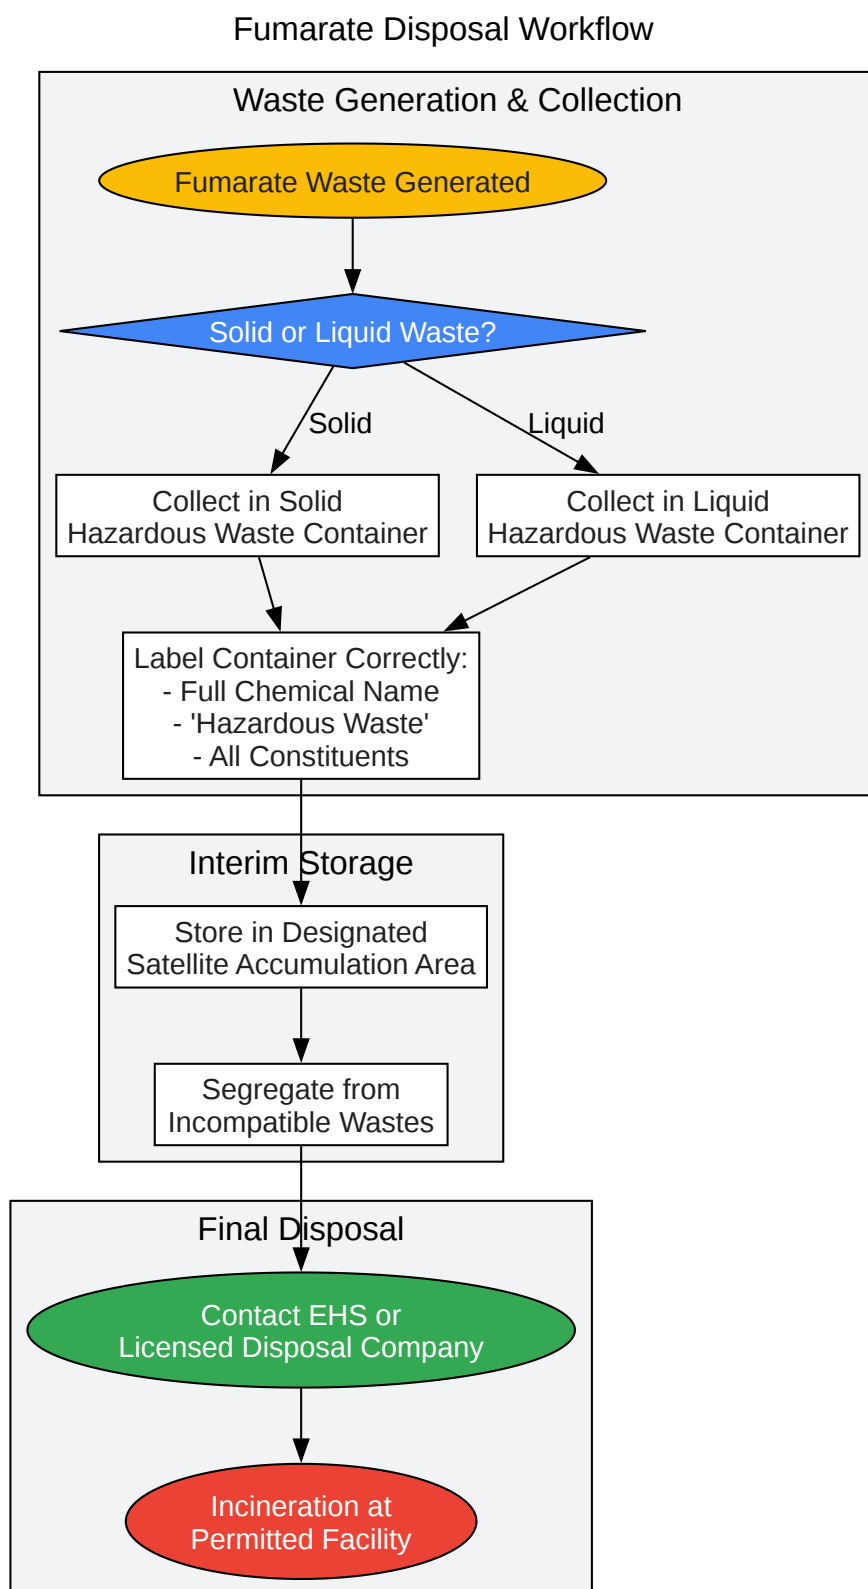 Fumarate Disposal Workflow
Waste Generation & Collection
Fumarate Waste Generated
Solid or Liquid Waste?
Solid
Liquid
Collect in Solid
Hazardous Waste Container
Collect in Liquid
Hazardous Waste Container
Label Container Correctly:
- Full Chemical Name
- 'Hazardous Waste'
- All Constituents
Interim Storage
Store in Designated
Satellite Accumulation Area
Segregate from
Incompatible Wastes
Final Disposal
Contact EHS or
Licensed Disposal Company
Incineration at
Permitted Facility